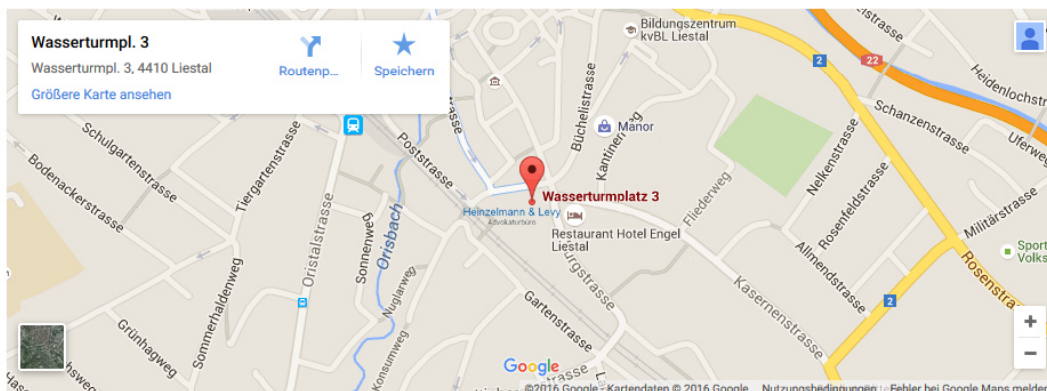 Wasserturmpl. 3
Wasserturmpl. 3, 4410 Liestal
Größere Karte ansehen
Routenp...
Speichern
Bildungszentrum
kvBL Liestal
2
22
Heidenlochstr
Schanzenstrasse
Uferweg
Schulgartenstrasse
Bodenackerstrasse
Tiergartenstrasse
Poststrasse
Büchelistrasse
Manor
Wasserturmplatz 3
Heinzelmann & Levy
Advokaturbüro
Restaurant Hotel Engel
Liestal
Fliederweg
Nelkenstrasse
Rosenfeldstrasse
Militärstrasse
Allmendstrasse
Sport
Volks
Rosenstra
Oristalstrasse
Sonnenweg
Orisbach
Nuglarweg
Sommerhaldenweg
Grünhagweg
Konsumweg
Gartenstrasse
Kasernenstrasse
2
Google
©2016 Google - Kartendaten © 2016 Google
Nutzungsbedingungen
Fehler bei Google Maps melden
+
−